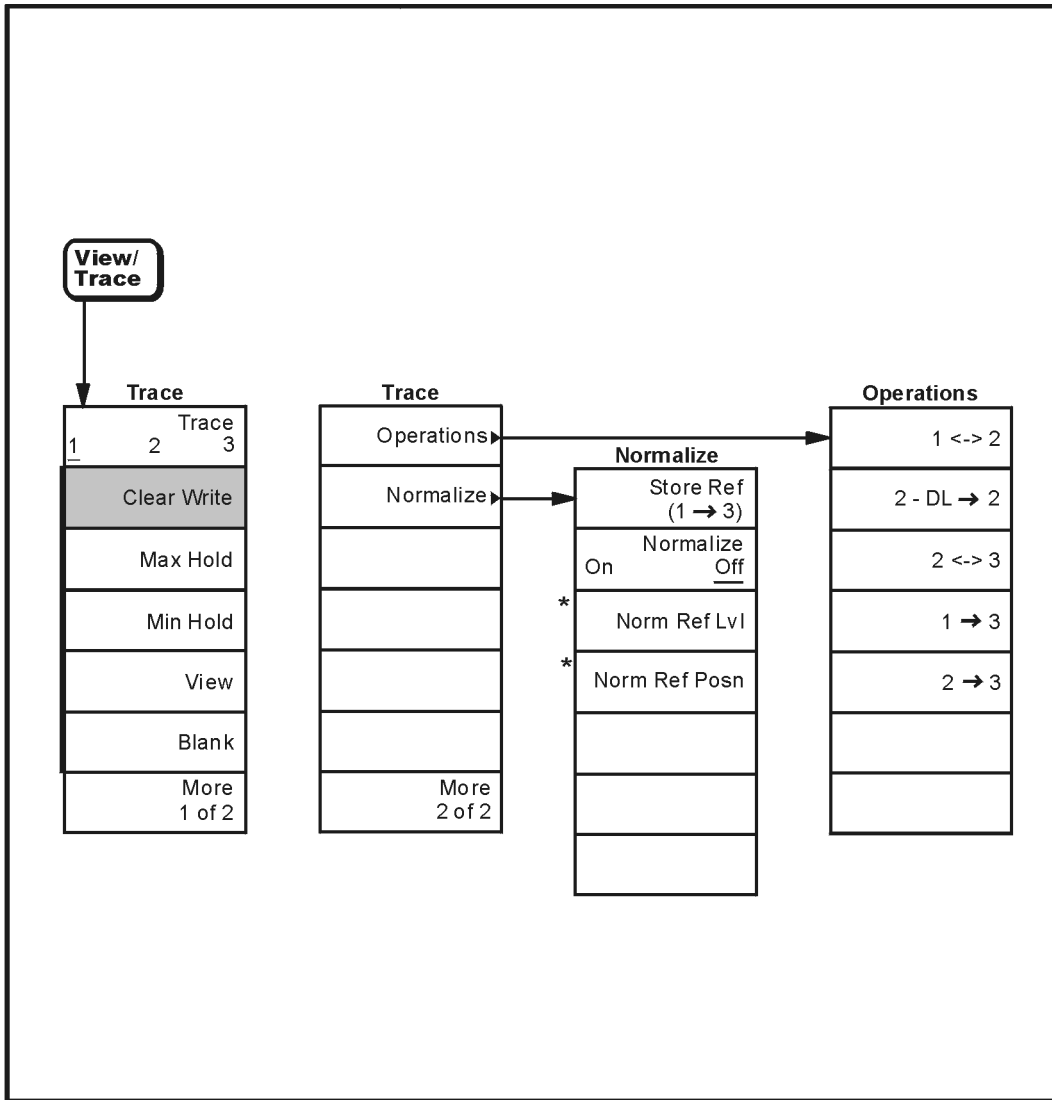 View/
Trace
Trace
Trace
1 2 3
Clear Write
Max Hold
Min Hold
View
Blank
More
1 of 2
Trace
Operations
Normalize
More
2 of 2
Normalize
Store Ref
(1 → 3)
Normalize
On Off
* Norm Ref Lvl
* Norm Ref Posn
Operations
1 <-> 2
2 - DL → 2
2 <-> 3
1 → 3
2 → 3